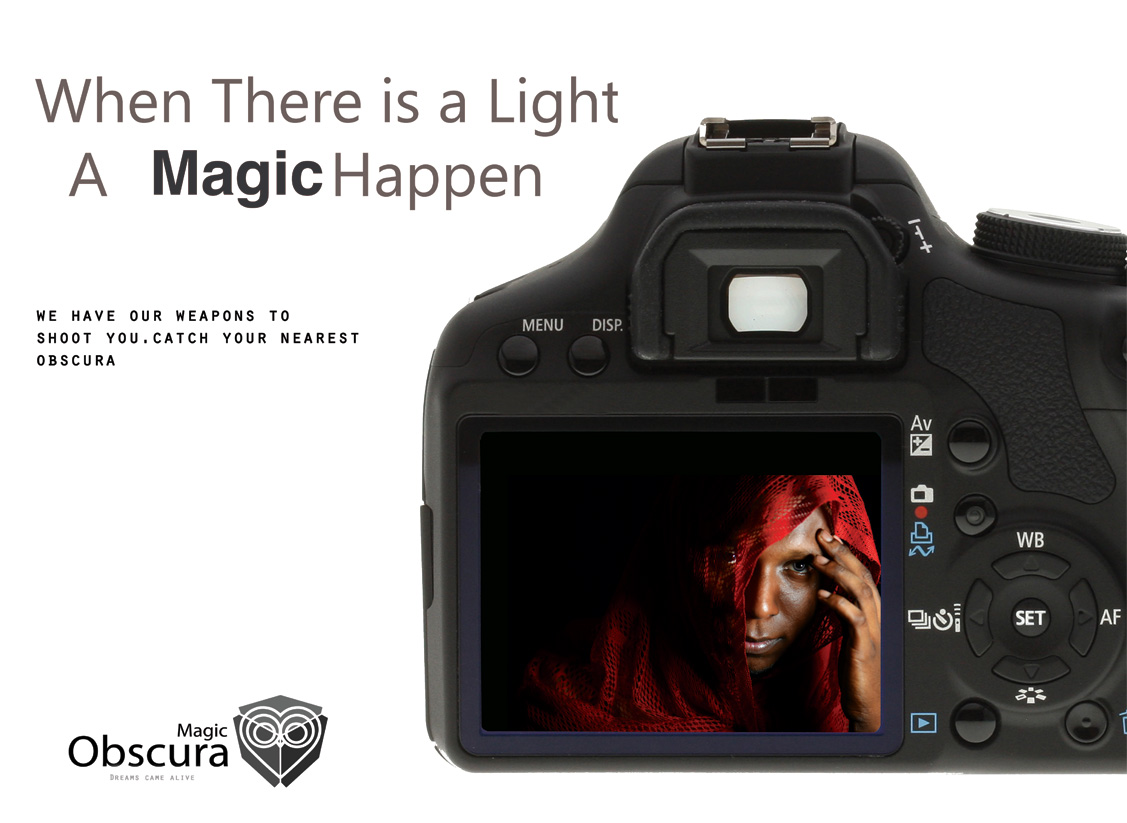 When There is a Light
A Magic Happen
WE HAVE OUR WEAPONS TO
SHOOT YOU.CATCH YOUR NEAREST
OBSCURA
MENU DISP.
Av
WB
SET AF
Magic
Obscura
DREAMS CAME ALIVE